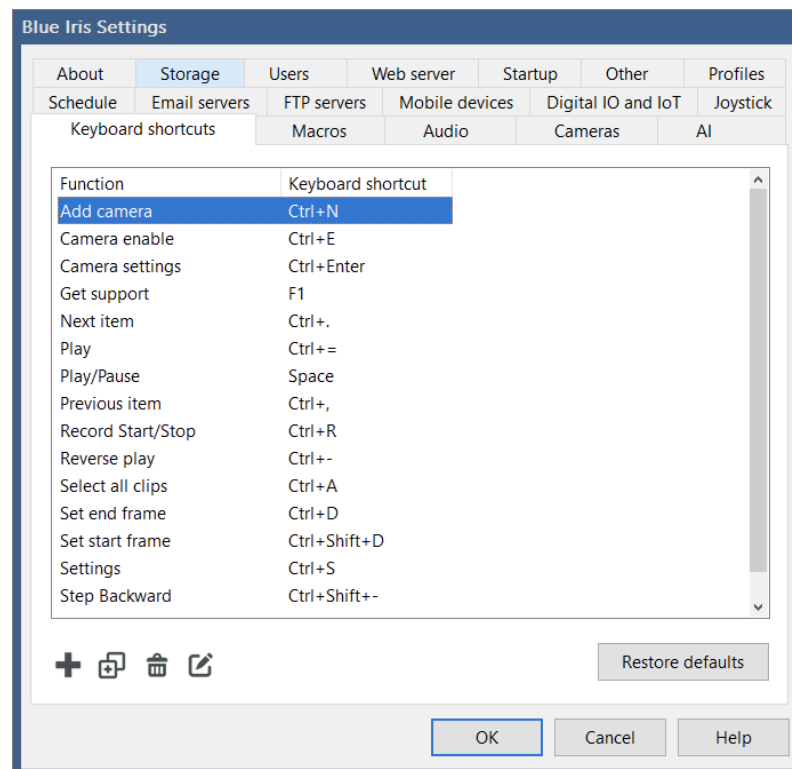 Blue Iris Settings
About Storage Users Web server Startup Other Profiles
Schedule Email servers FTP servers Mobile devices Digital IO and IoT Joystick
Keyboard shortcuts Macros Audio Cameras AI
Function Keyboard shortcut
Add camera Ctrl+N
Camera enable Ctrl+E
Camera settings Ctrl+Enter
Get support F1
Next item Ctrl+.
Play Ctrl+=
Play/Pause Space
Previous item Ctrl+,
Record Start/Stop Ctrl+R
Reverse play Ctrl+-
Select all clips Ctrl+A
Set end frame Ctrl+D
Set start frame Ctrl+Shift+D
Settings Ctrl+S
Step Backward Ctrl+Shift+-
Restore defaults
OK Cancel Help